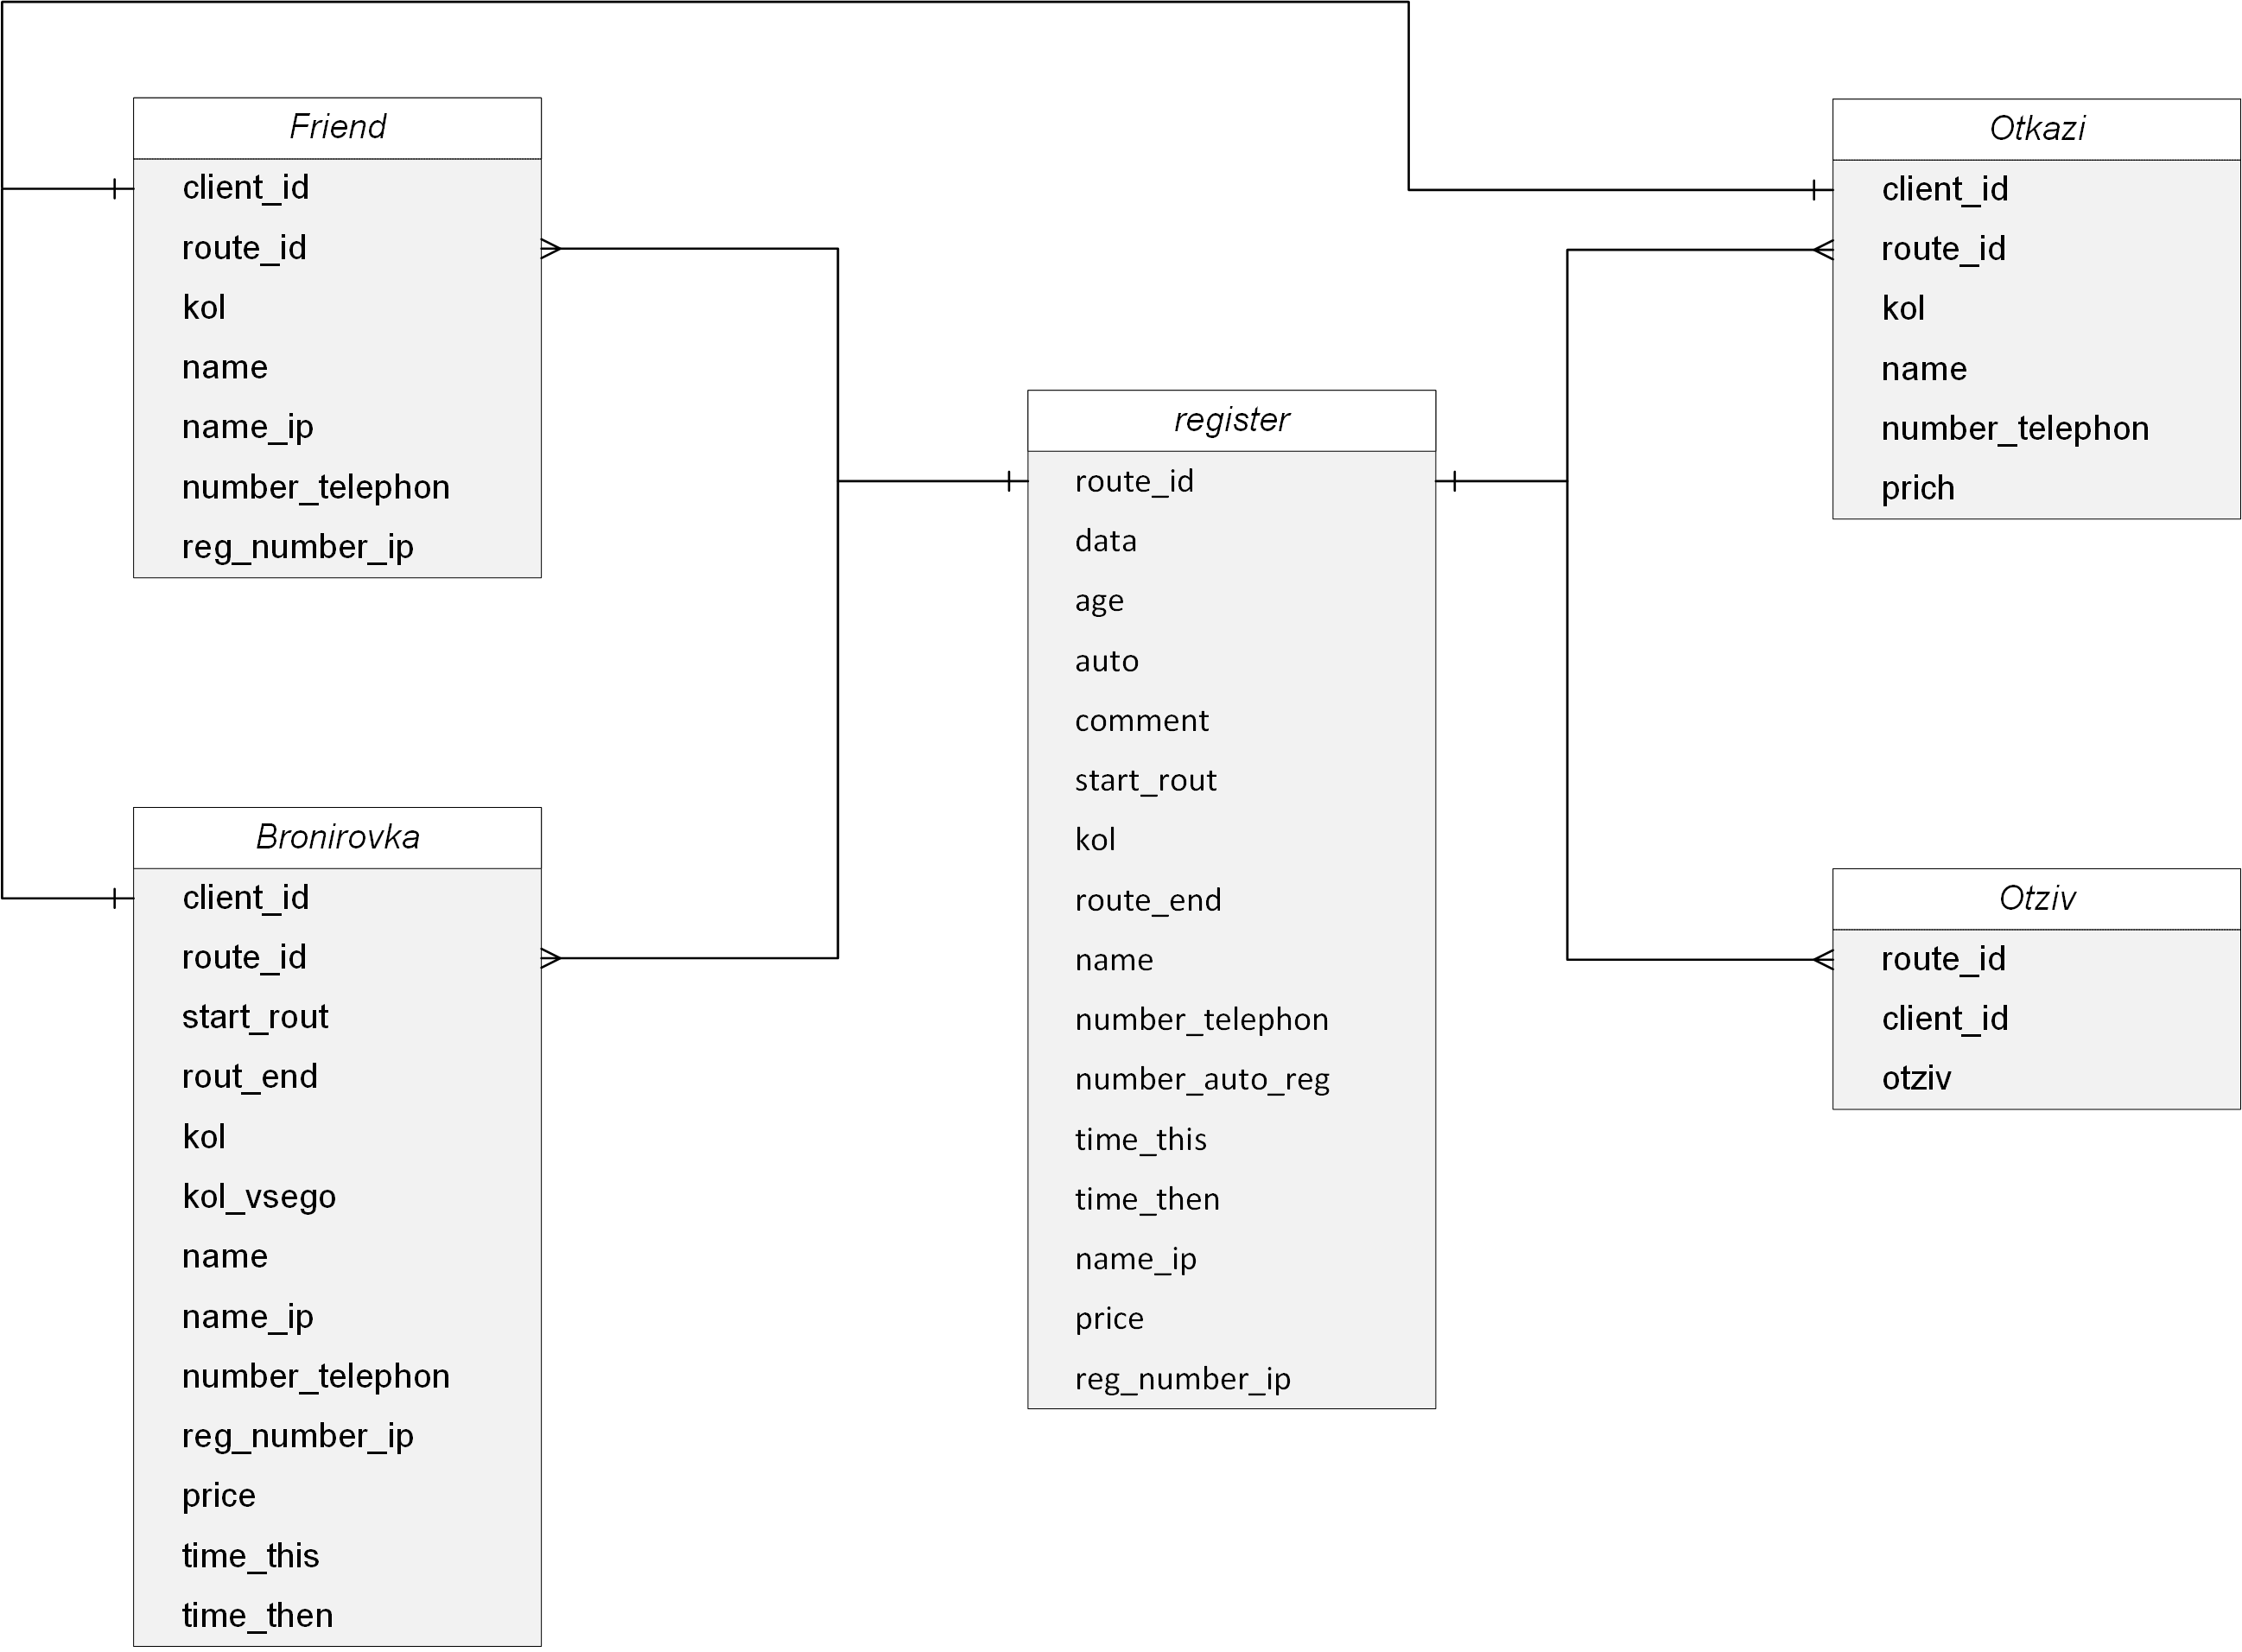 Friend
client_id
route_id
kol
name
name_ip
number_telephon
reg_number_ip
Bronirovka
client_id
route_id
start_rout
rout_end
kol
kol_vsego
name
name_ip
number_telephon
reg_number_ip
price
time_this
time_then
register
route_id
data
age
auto
comment
start_rout
kol
route_end
name
number_telephon
number_auto_reg
time_this
time_then
name_ip
price
reg_number_ip
Otkazi
client_id
route_id
kol
name
number_telephon
prich
Otziv
route_id
client_id
otziv